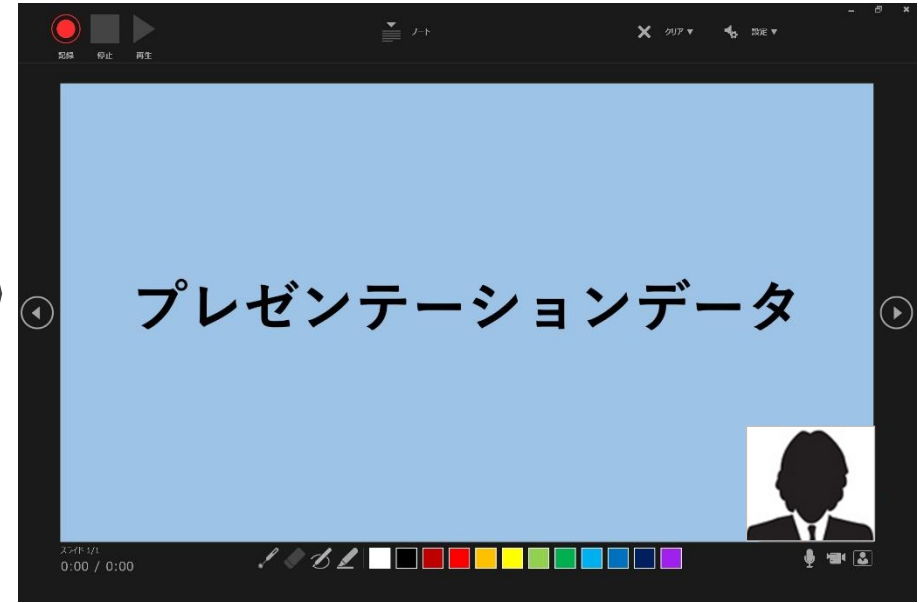 記録 停止 再生
ノート
クリア ▼ 設定 ▼
プレゼンテーションデータ
スライド 1/1
0:00 / 0:00